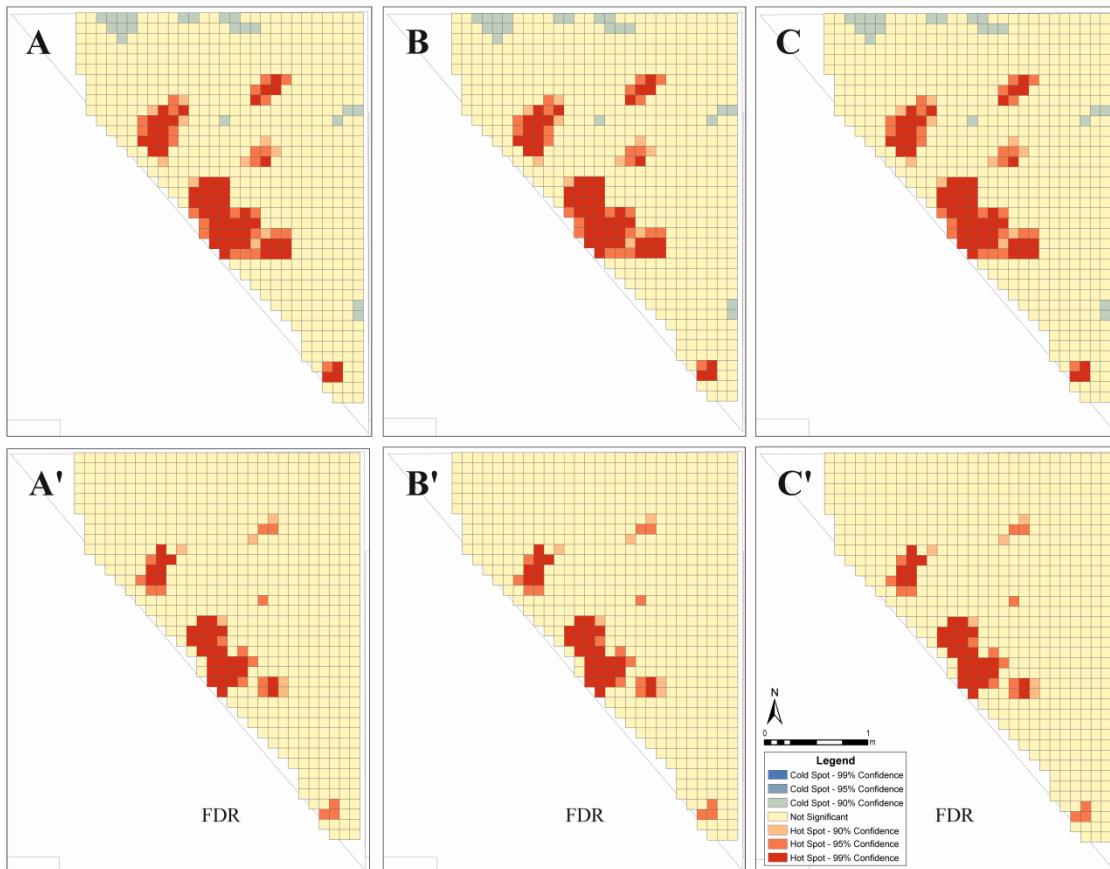 A
B
C
A'
B'
C'
FDR
FDR
N
0 1
m
Legend
Cold Spot - 99% Confidence
Cold Spot - 95% Confidence
Cold Spot - 90% Confidence
Not Significant
Hot Spot - 90% Confidence
Hot Spot - 95% Confidence
Hot Spot - 99% Confidence
FDR